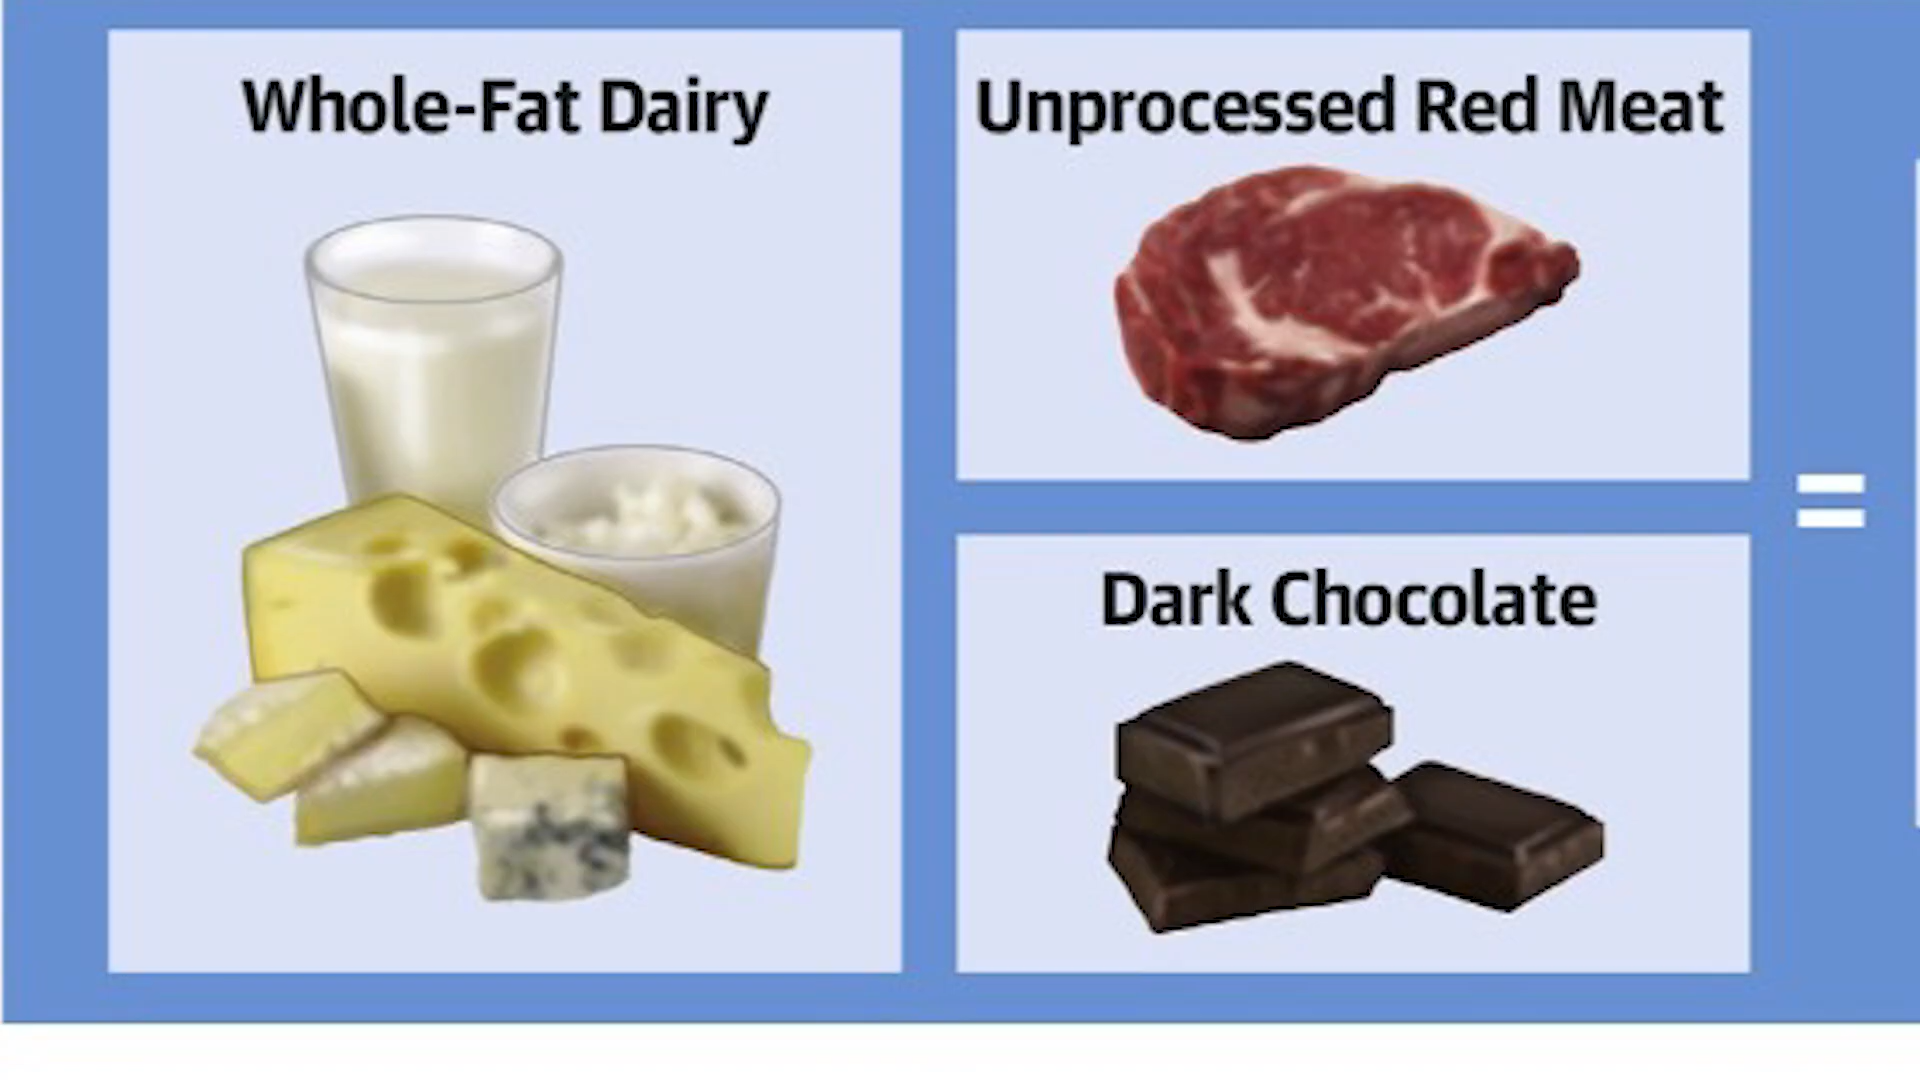 Whole-Fat Dairy
Unprocessed Red Meat
=
Dark Chocolate